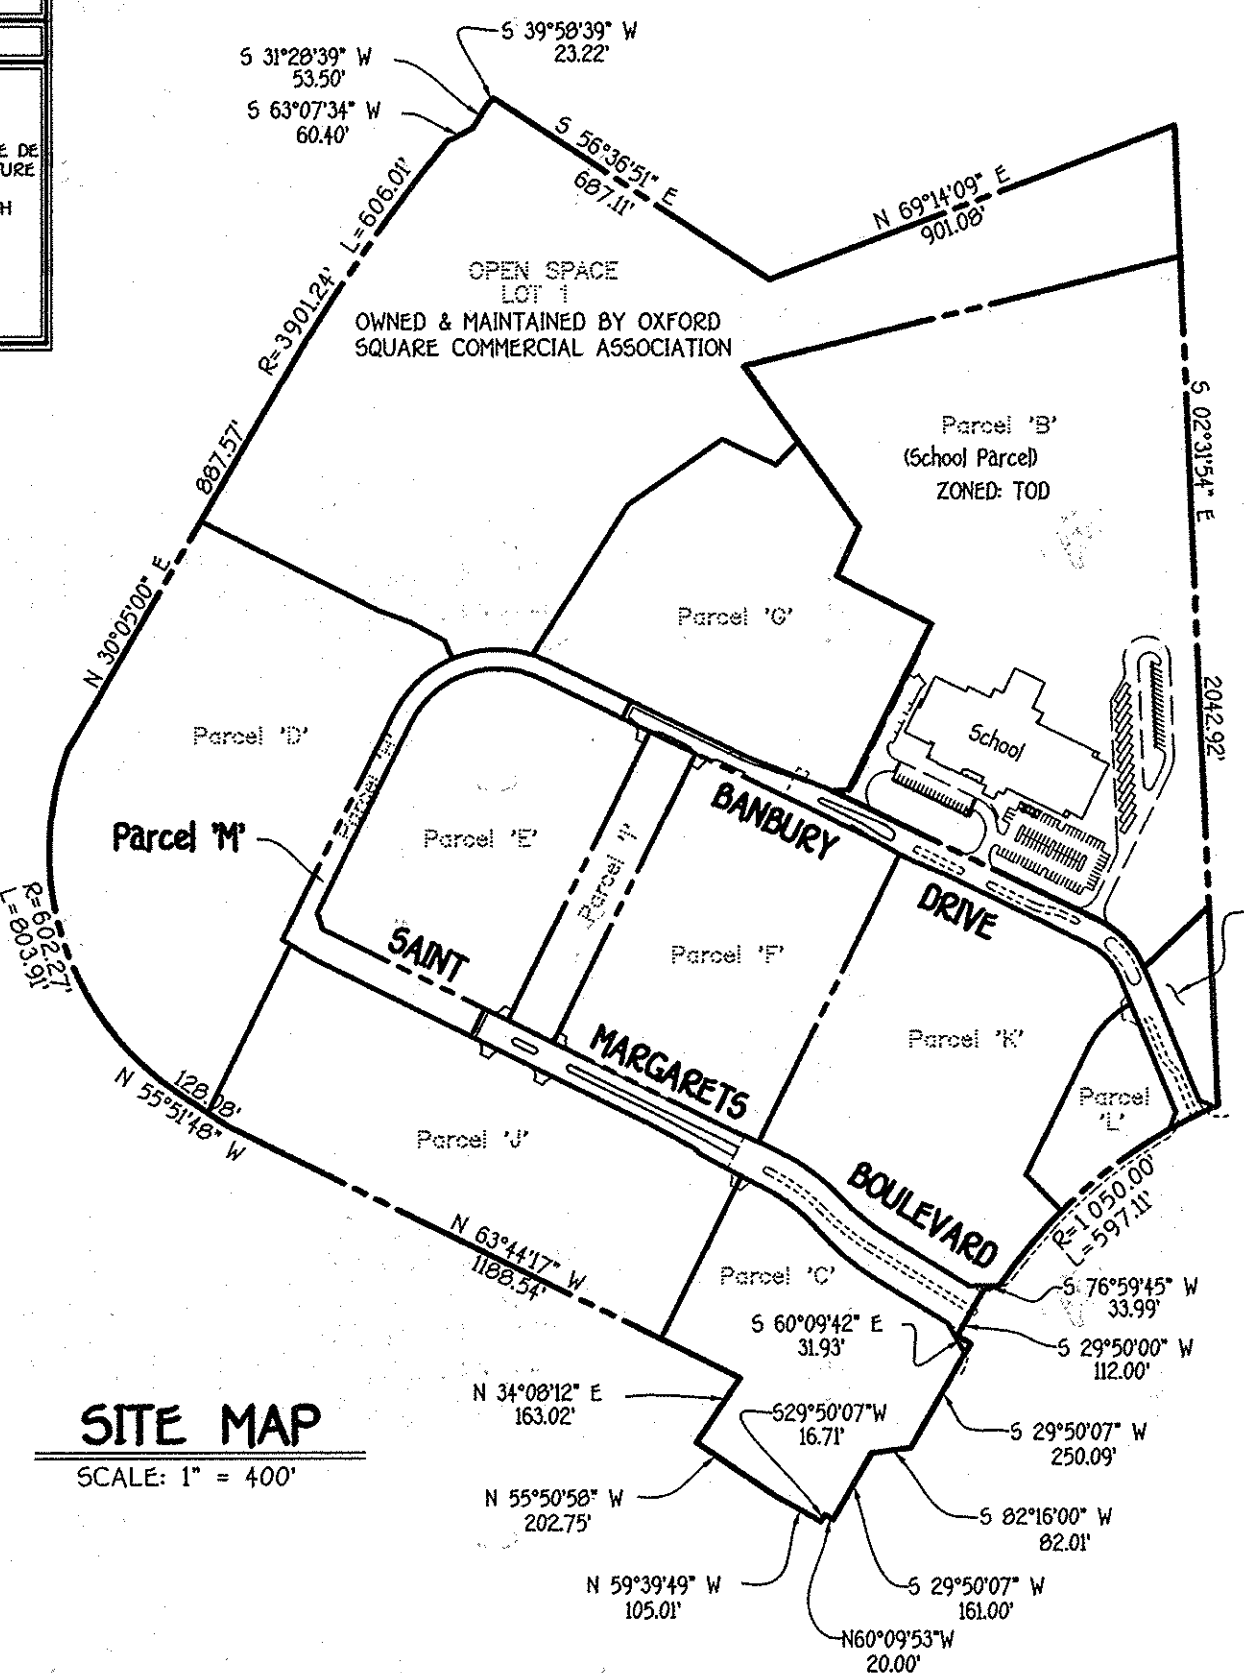 E DE
TURE
H
S 39°58'39" W
23.22'
S 31°28'39" W
53.50'
S 63°07'34" W
60.40'
S 56°36'51" E
687.11'
N 69°14'09" E
901.08'
R=3901.24' L=606.01'
OPEN SPACE
LOT 1
OWNED & MAINTAINED BY OXFORD
SQUARE COMMERCIAL ASSOCIATION
Parcel 'B'
(School Parcel)
ZONED: TOD
S 02°31'54" E
2042.92'
887.57'
N 30°05'00" E
Parcel 'G'
Parcel 'D'
School
Parcel 'H'
Parcel 'E'
Parcel 'M'
Parcel 'I'
BANBURY
DRIVE
R=602.27'
L=803.91'
SAINT
Parcel 'F'
MARGARETS
Parcel 'K'
Parcel
'L'
128.08'
N 55°51'48" W
Parcel 'J'
BOULEVARD
R=1050.00'
L=597.11'
N 63°44'17" W
1188.54'
Parcel 'C'
S 76°59'45" W
33.99'
S 60°09'42" E
31.93'
S 29°50'00" W
112.00'
N 34°08'12" E
163.02'
S29°50'07"W
16.71'
S 29°50'07" W
250.09'
SITE MAP
SCALE: 1" = 400'
N 55°50'58" W
202.75'
S 82°16'00" W
82.01'
N 59°39'49" W
105.01'
S 29°50'07" W
161.00'
N60°09'53"W
20.00'